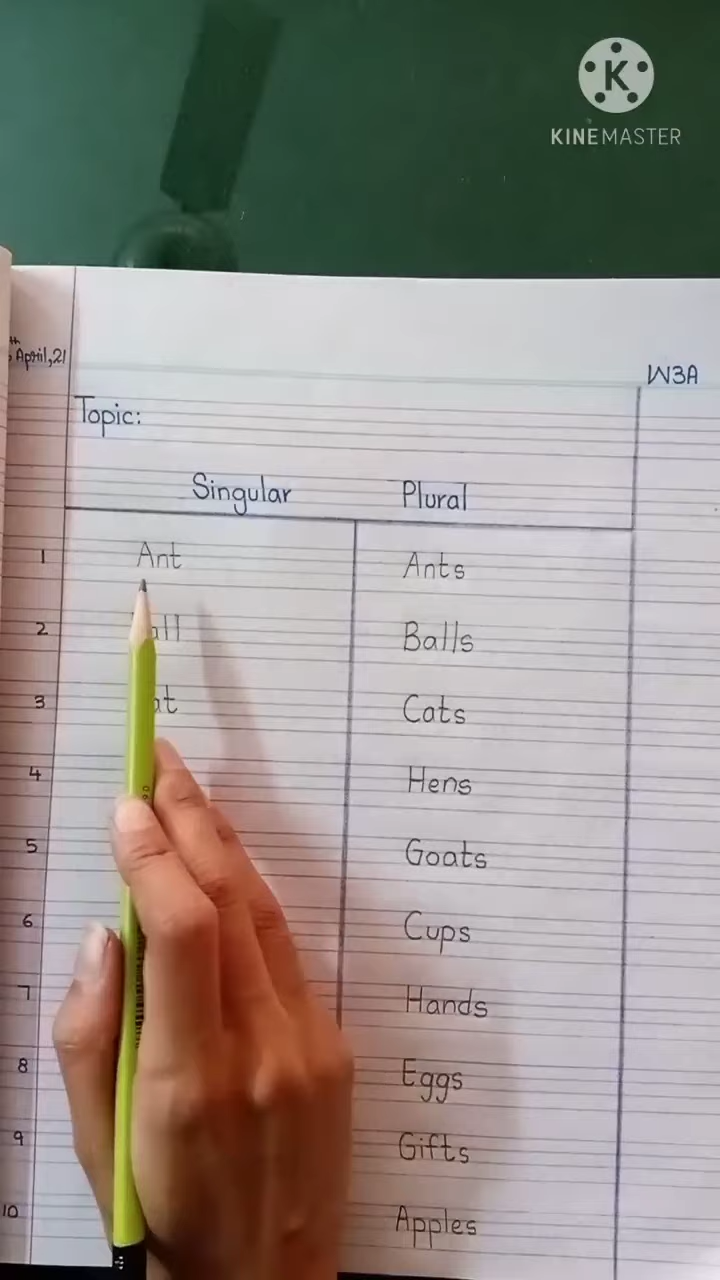 KINEMASTER
April, 21
W3A
Topic:
Singular Plural
1 Ant Ants
2 Balls
3 Cats
4 Hens
5 Goats
6 Cups
7 Hands
8 Eggs
9 Gifts
10 Apples